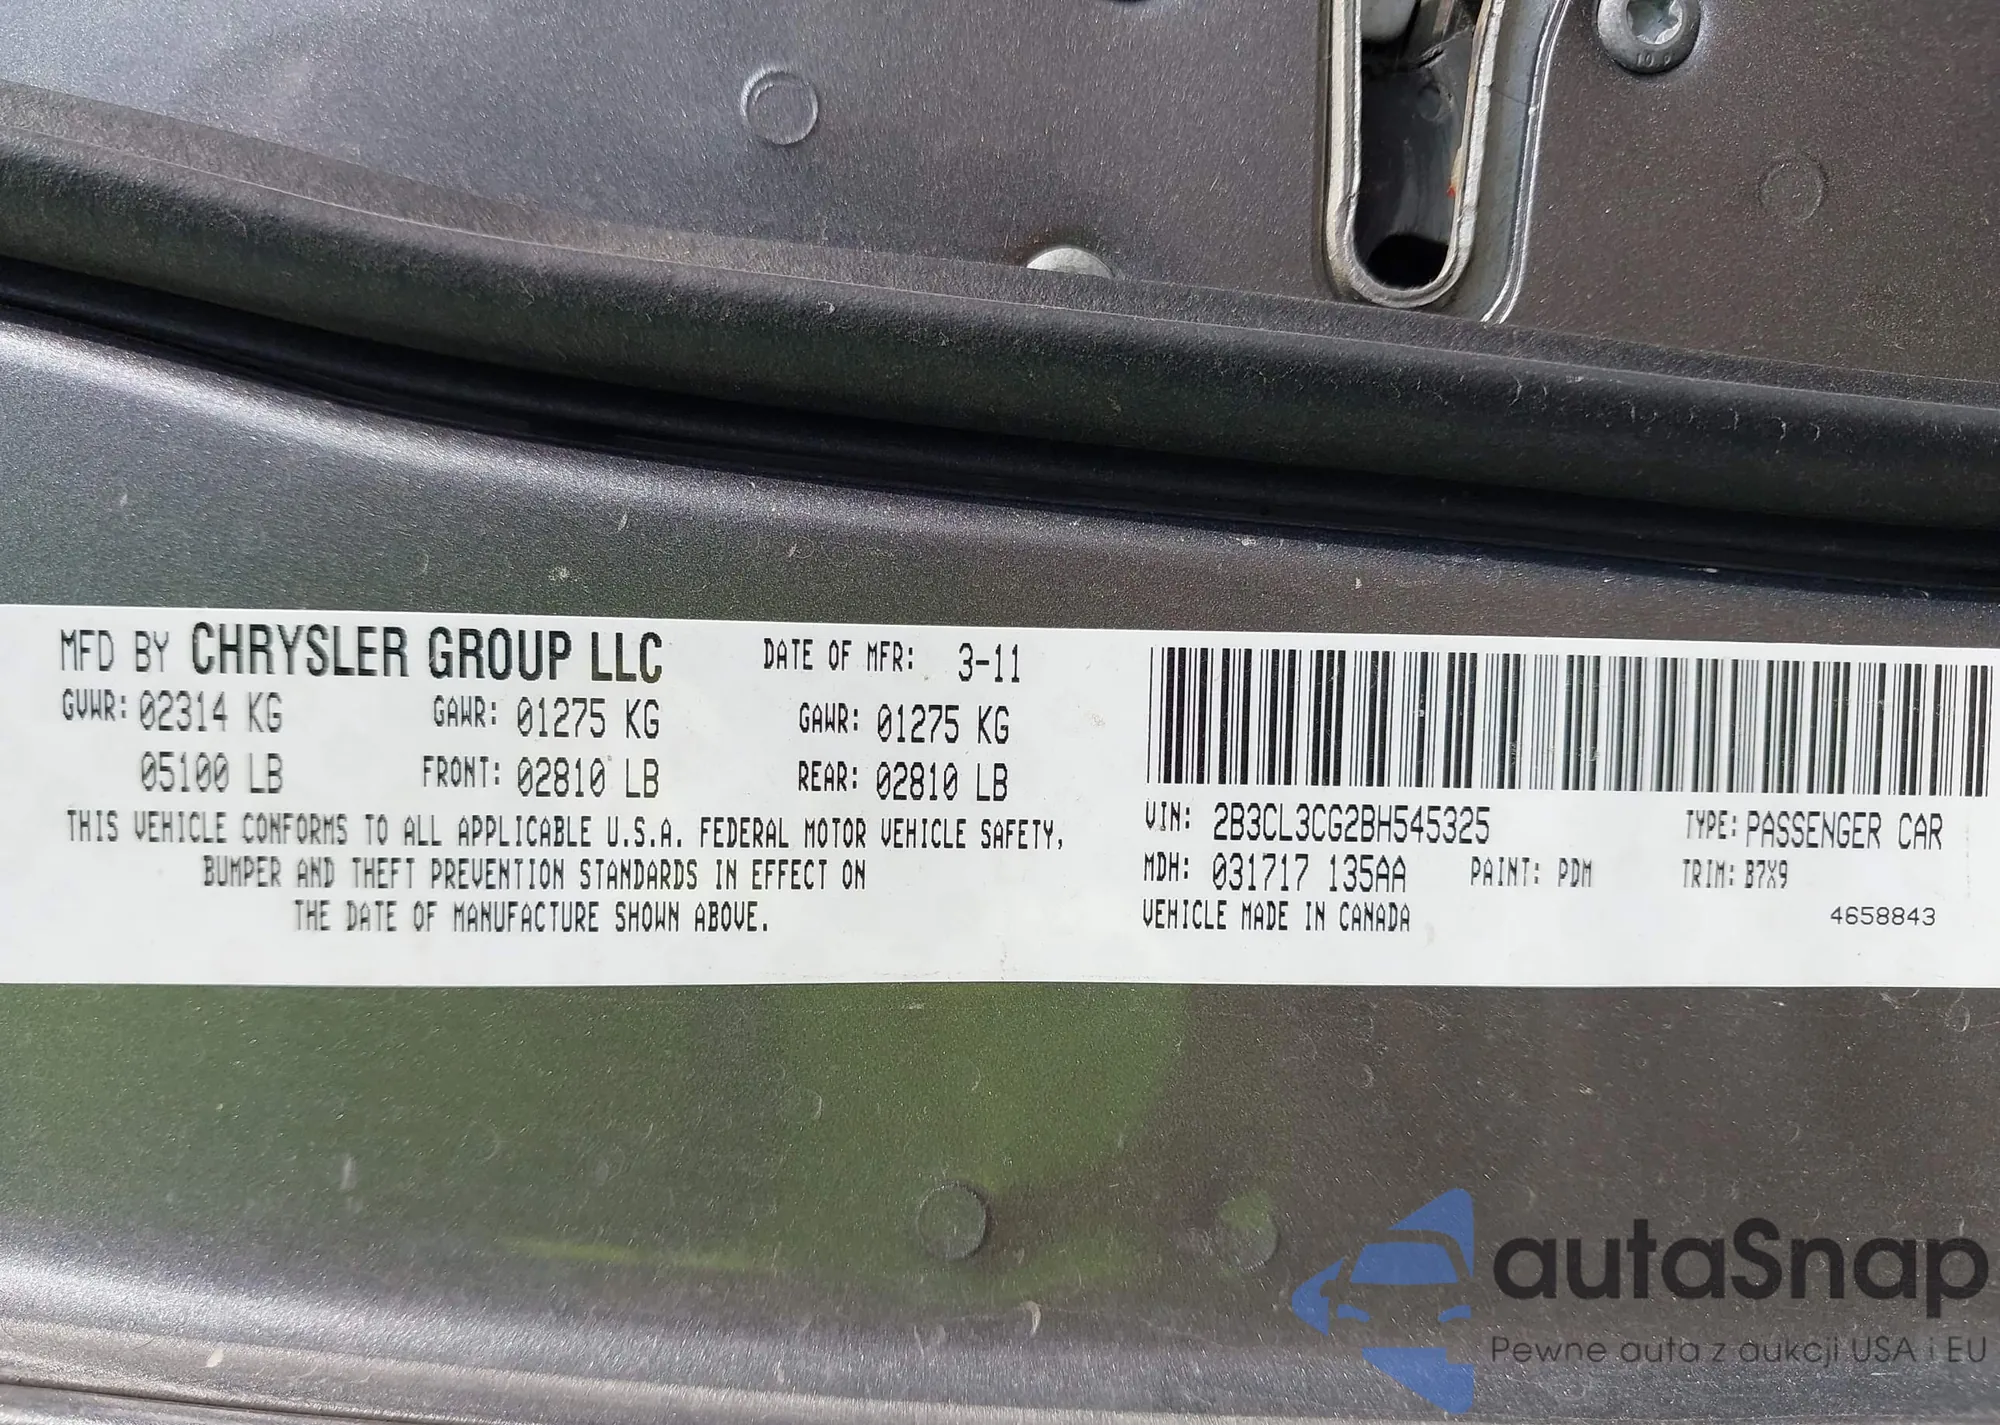 MFD BY CHRYSLER GROUP LLC DATE OF MFR: 3-11
GVWR: 02314 KG GAWR: 01275 KG GAWR: 01275 KG
05100 LB FRONT: 02810 LB REAR: 02810 LB
THIS VEHICLE CONFORMS TO ALL APPLICABLE U.S.A. FEDERAL MOTOR VEHICLE SAFETY,
BUMPER AND THEFT PREVENTION STANDARDS IN EFFECT ON
THE DATE OF MANUFACTURE SHOWN ABOVE.
VIN: 2B3CL3CG2BH545325 TYPE: PASSENGER CAR
MDH: 031717 135AA PAINT: PDM TRIM: B7X9
VEHICLE MADE IN CANADA 4658843
autaSnap
Pewne auta z aukcji USA i EU